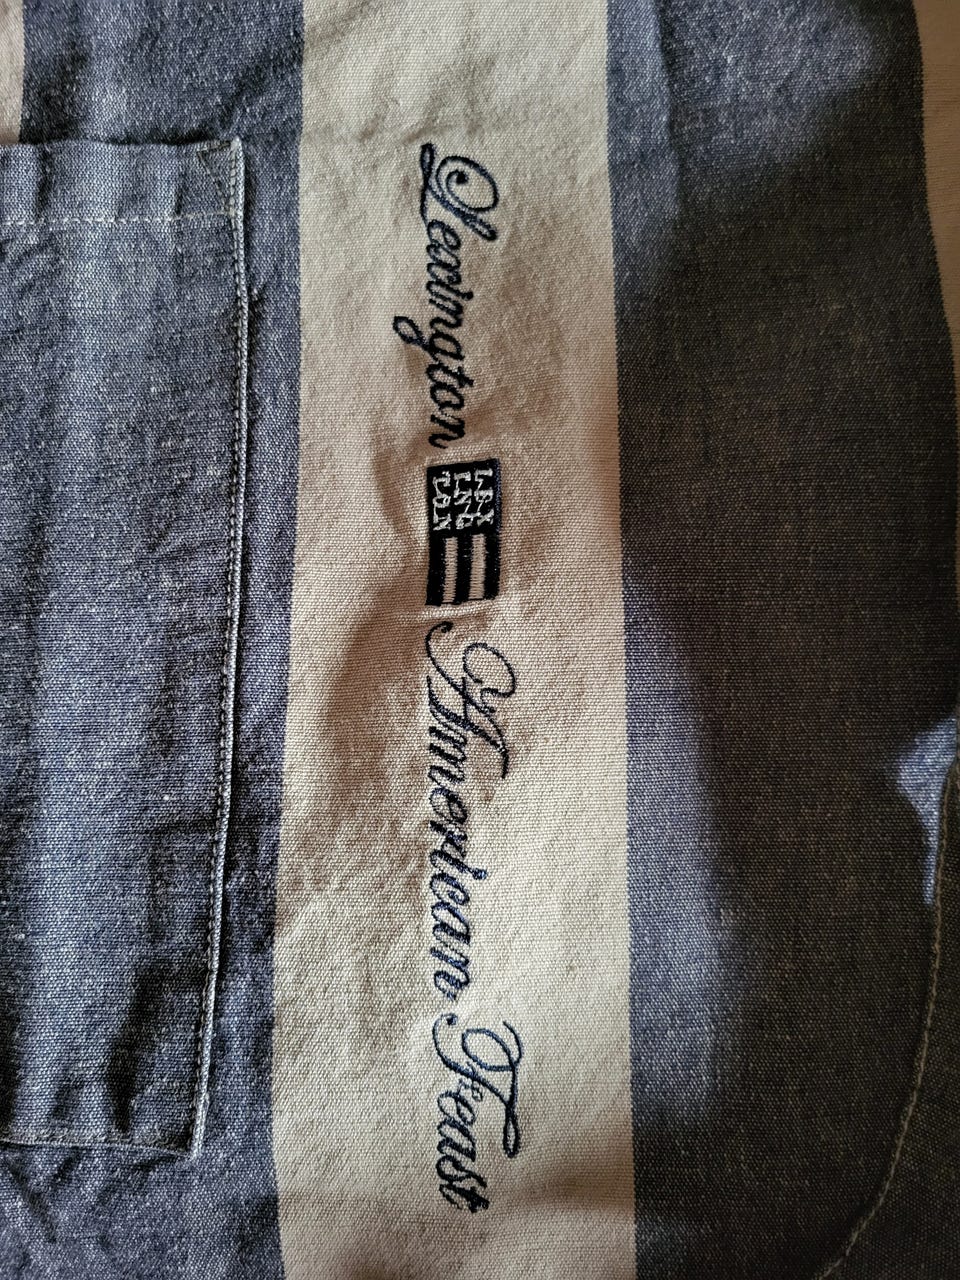 Lexington
LEX
ING
TON
American Feast